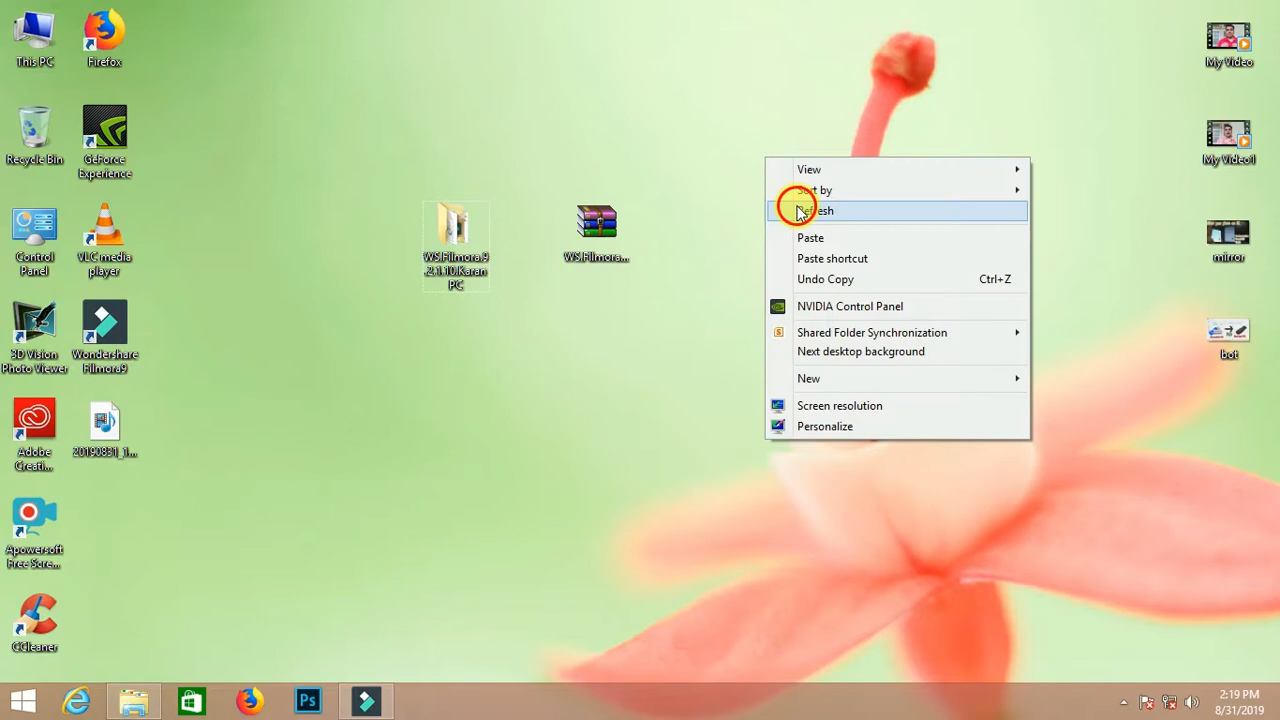 This PC
Firefox
Recycle Bin
GeForce
Experience
Control
Panel
VLC media
player
3D Vision
Photo Viewer
Wondershare
Filmora9
Adobe
Creati...
20190831_1...
Apowersoft
Free Scre...
CCleaner
WS.Filmora.9
.2.1.10.Karan
PC
WS.Filmora...
View
Sort by
Refresh
Paste
Paste shortcut
Undo Copy Ctrl+Z
NVIDIA Control Panel
Shared Folder Synchronization
Next desktop background
New
Screen resolution
Personalize
My Video
My Video1
mirror
bot
Ps
2:19 PM
8/31/2019